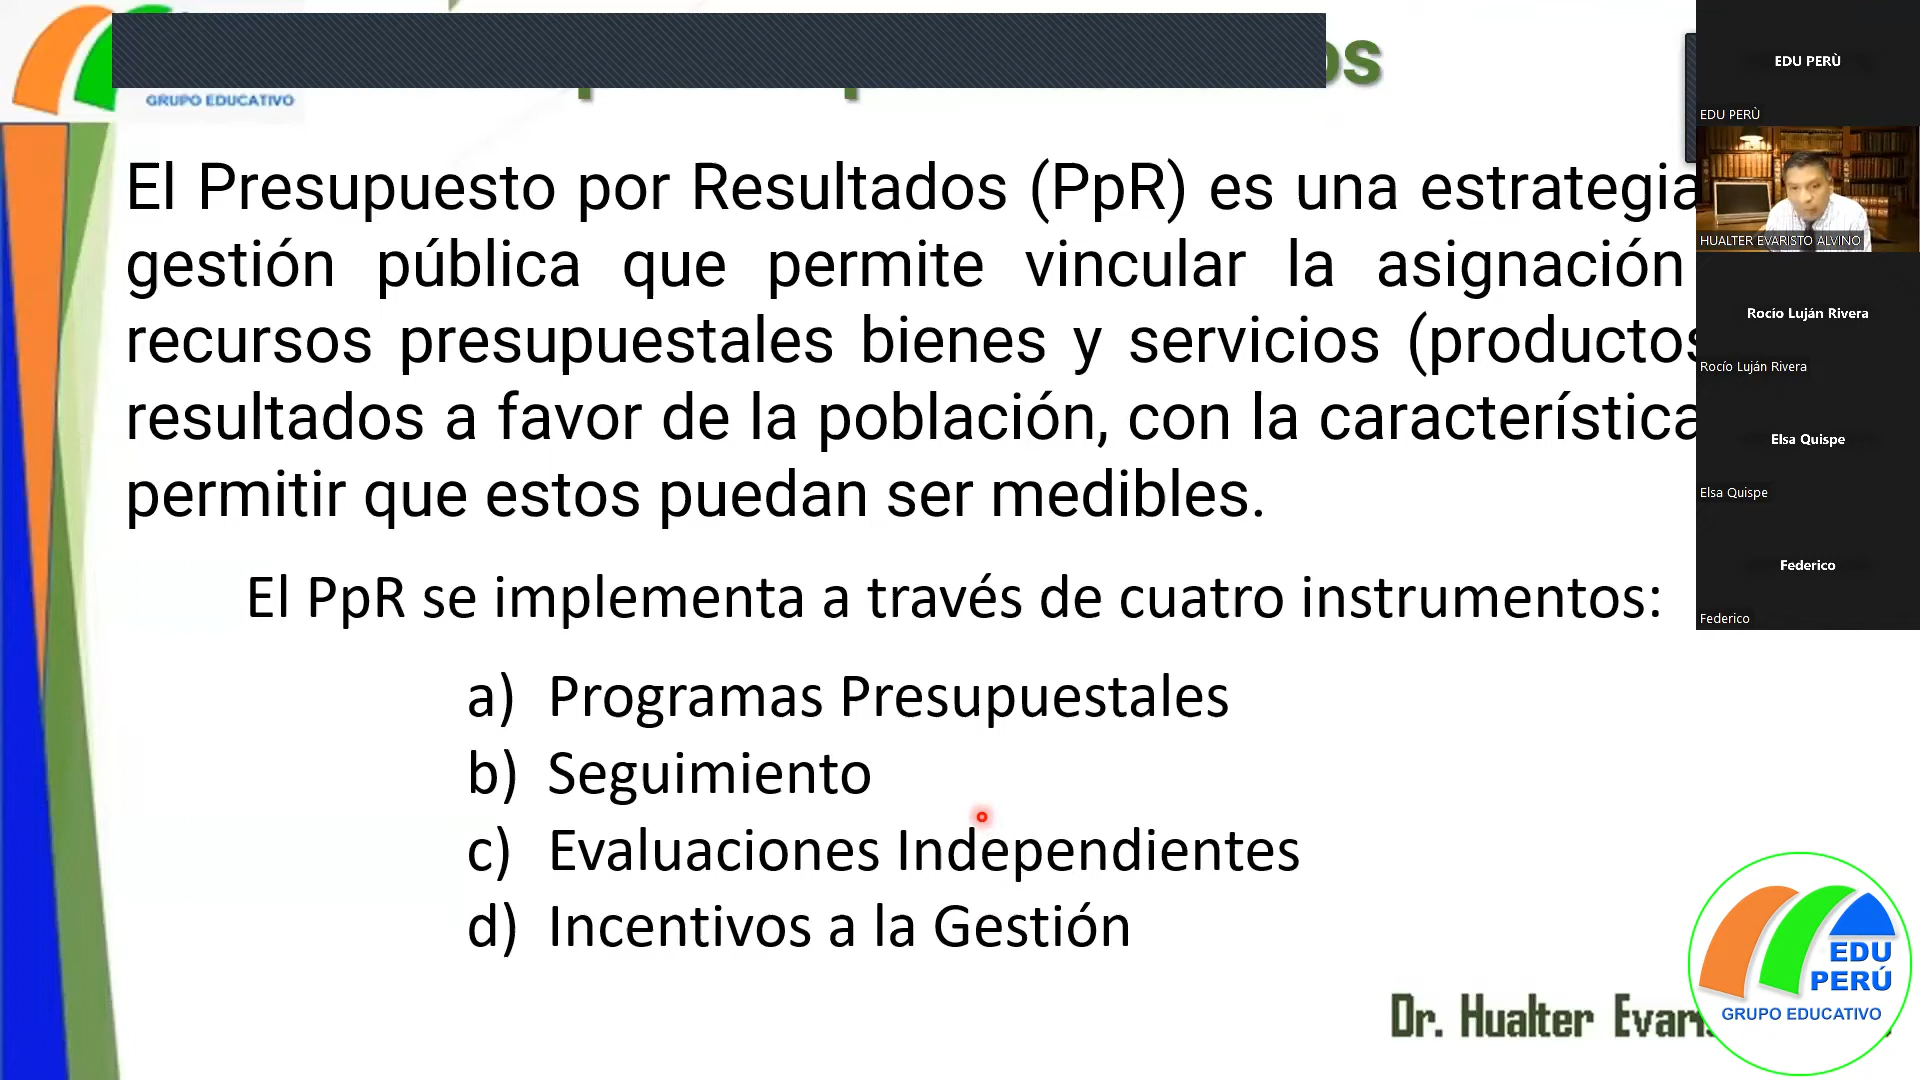 GRUPO EDUCATIVO
El Presupuesto por Resultados (PpR) es una estrategia
gestión pública que permite vincular la asignación
recursos presupuestales bienes y servicios (productos
resultados a favor de la población, con la característica
permitir que estos puedan ser medibles.
El PpR se implementa a través de cuatro instrumentos:
a) Programas Presupuestales
b) Seguimiento
c) Evaluaciones Independientes
d) Incentivos a la Gestión
Dr. Hualter
EDU
PERÚ
GRUPO EDUCATIVO
EDU PERÙ
EDU PERÙ
HUALTER EVARISTO ALVINO
Rocío Luján Rivera
Rocío Luján Rivera
Elsa Quispe
Elsa Quispe
Federico
Federico